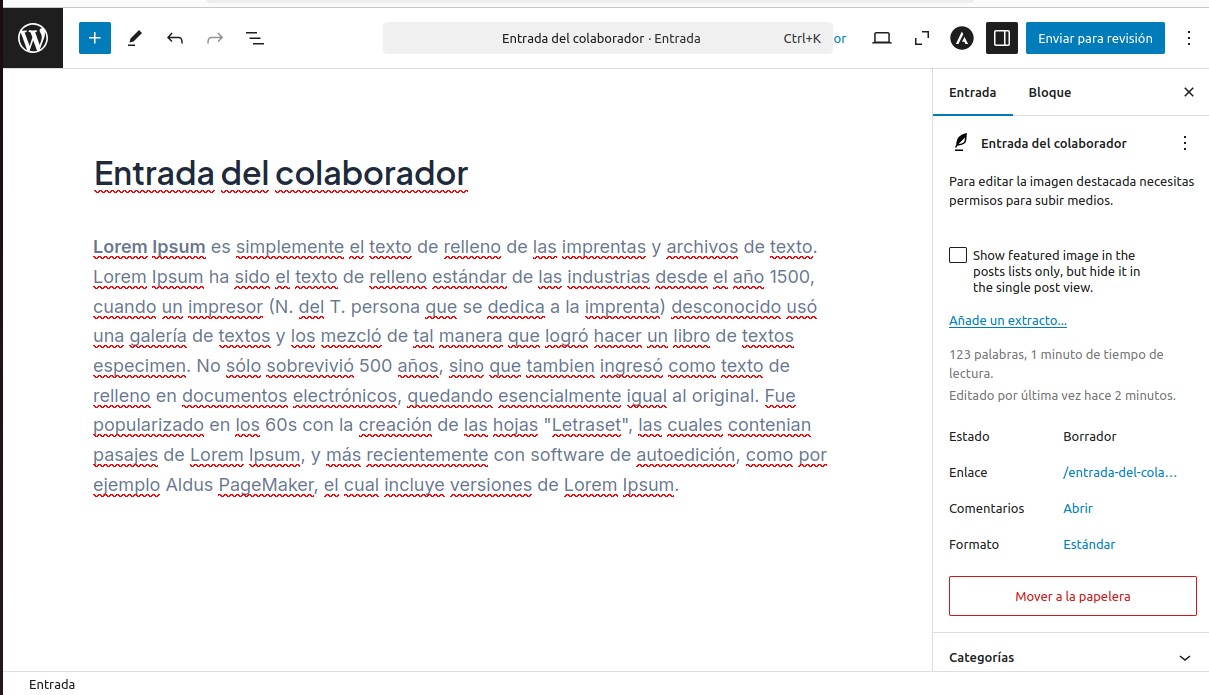 Entrada del colaborador · Entrada
Ctrl+K
or
Enviar para revisión
Entrada
Bloque
Entrada del colaborador
Para editar la imagen destacada necesitas
permisos para subir medios.
Show featured image in the
posts lists only, but hide it in
the single post view.
Añade un extracto...
123 palabras, 1 minuto de tiempo de
lectura.
Editado por última vez hace 2 minutos.
Estado
Borrador
Enlace
/entrada-del-cola…
Comentarios
Abrir
Formato
Estándar
Mover a la papelera
Categorías
Entrada del colaborador
Lorem Ipsum es simplemente el texto de relleno de las imprentas y archivos de texto.
Lorem Ipsum ha sido el texto de relleno estándar de las industrias desde el año 1500,
cuando un impresor (N. del T. persona que se dedica a la imprenta) desconocido usó
una galería de textos y los mezcló de tal manera que logró hacer un libro de textos
especimen. No sólo sobrevivió 500 años, sino que tambien ingresó como texto de
relleno en documentos electrónicos, quedando esencialmente igual al original. Fue
popularizado en los 60s con la creación de las hojas "Letraset", las cuales contenian
pasajes de Lorem Ipsum, y más recientemente con software de autoedición, como por
ejemplo Aldus PageMaker, el cual incluye versiones de Lorem Ipsum.
Entrada